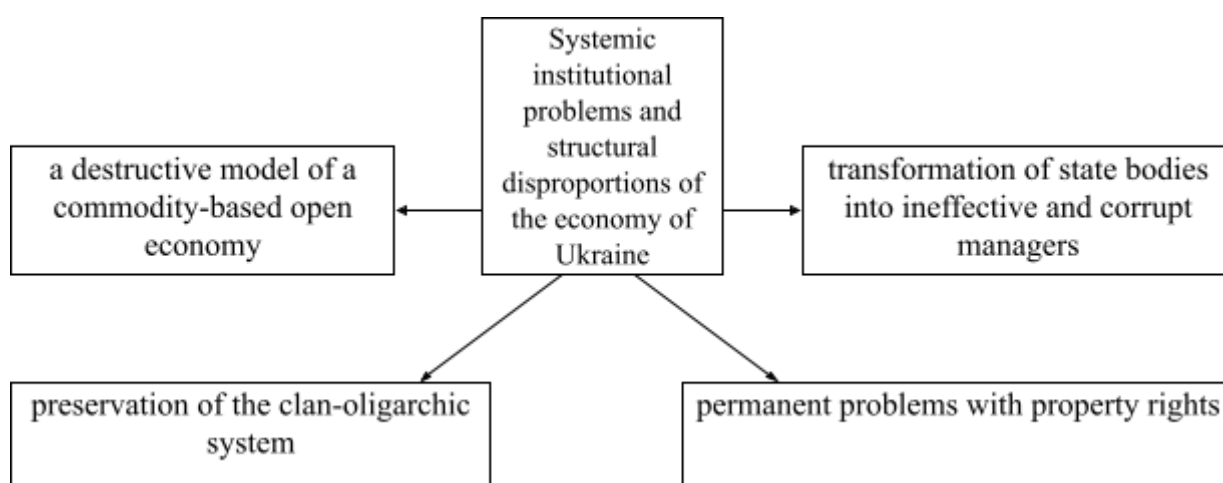 Systemic
institutional
problems and
structural
disproportions of
the economy of
Ukraine
a destructive model of a
commodity-based open
economy
transformation of state bodies
into ineffective and corrupt
managers
preservation of the clan-oligarchic
system
permanent problems with property rights